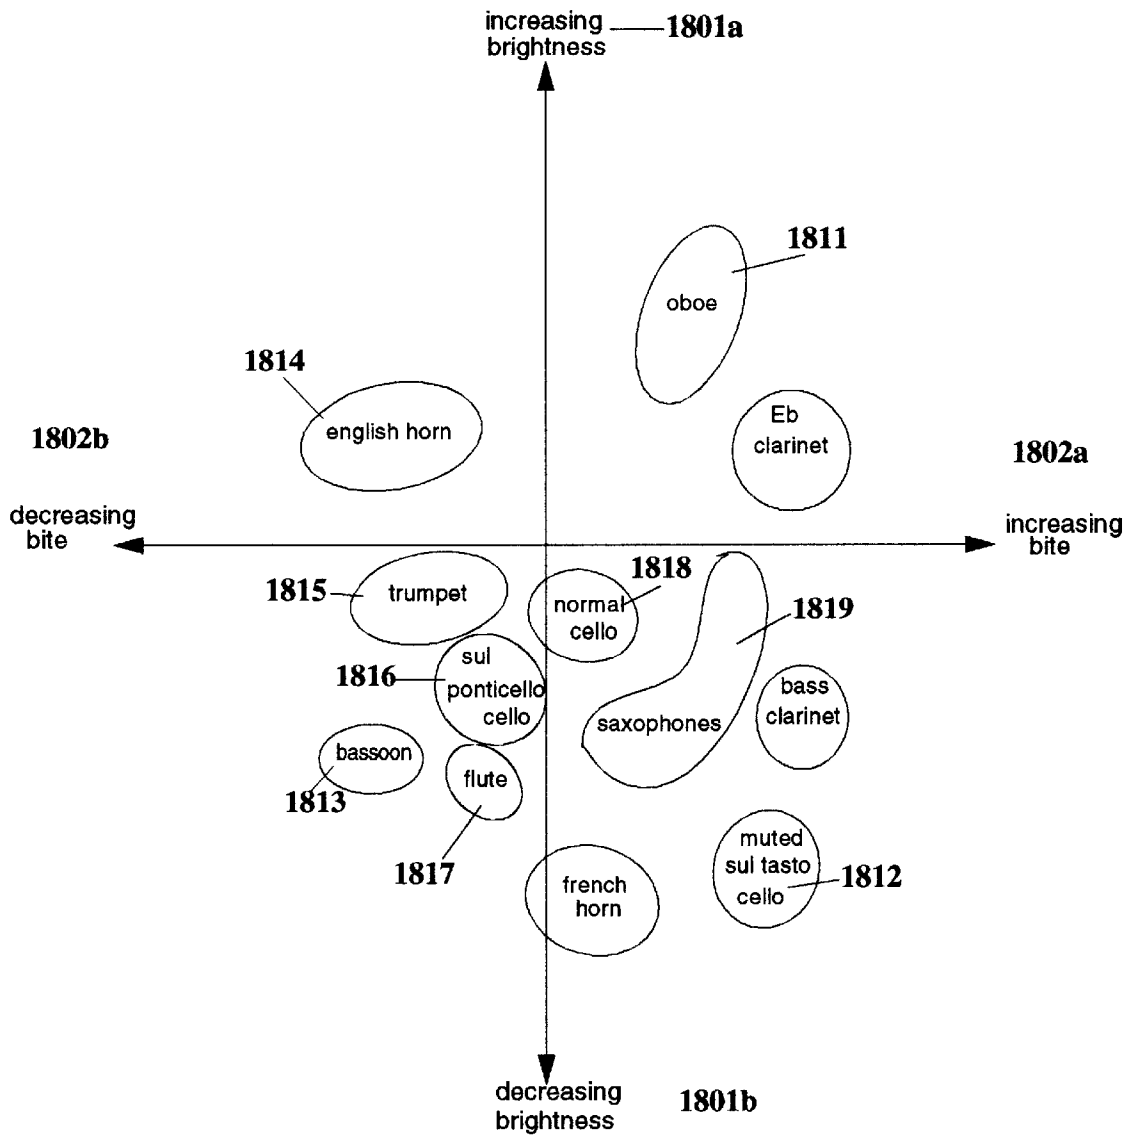 increasing
brightness
1801a
1811
oboe
1814
english horn
Eb
clarinet
1802b
1802a
decreasing
bite
increasing
bite
1815
trumpet
1818
normal
cello
1819
1816
sul
ponticello
cello
saxophones
bass
clarinet
bassoon
1813
flute
1817
french
horn
muted
sul tasto
cello
1812
decreasing
brightness
1801b